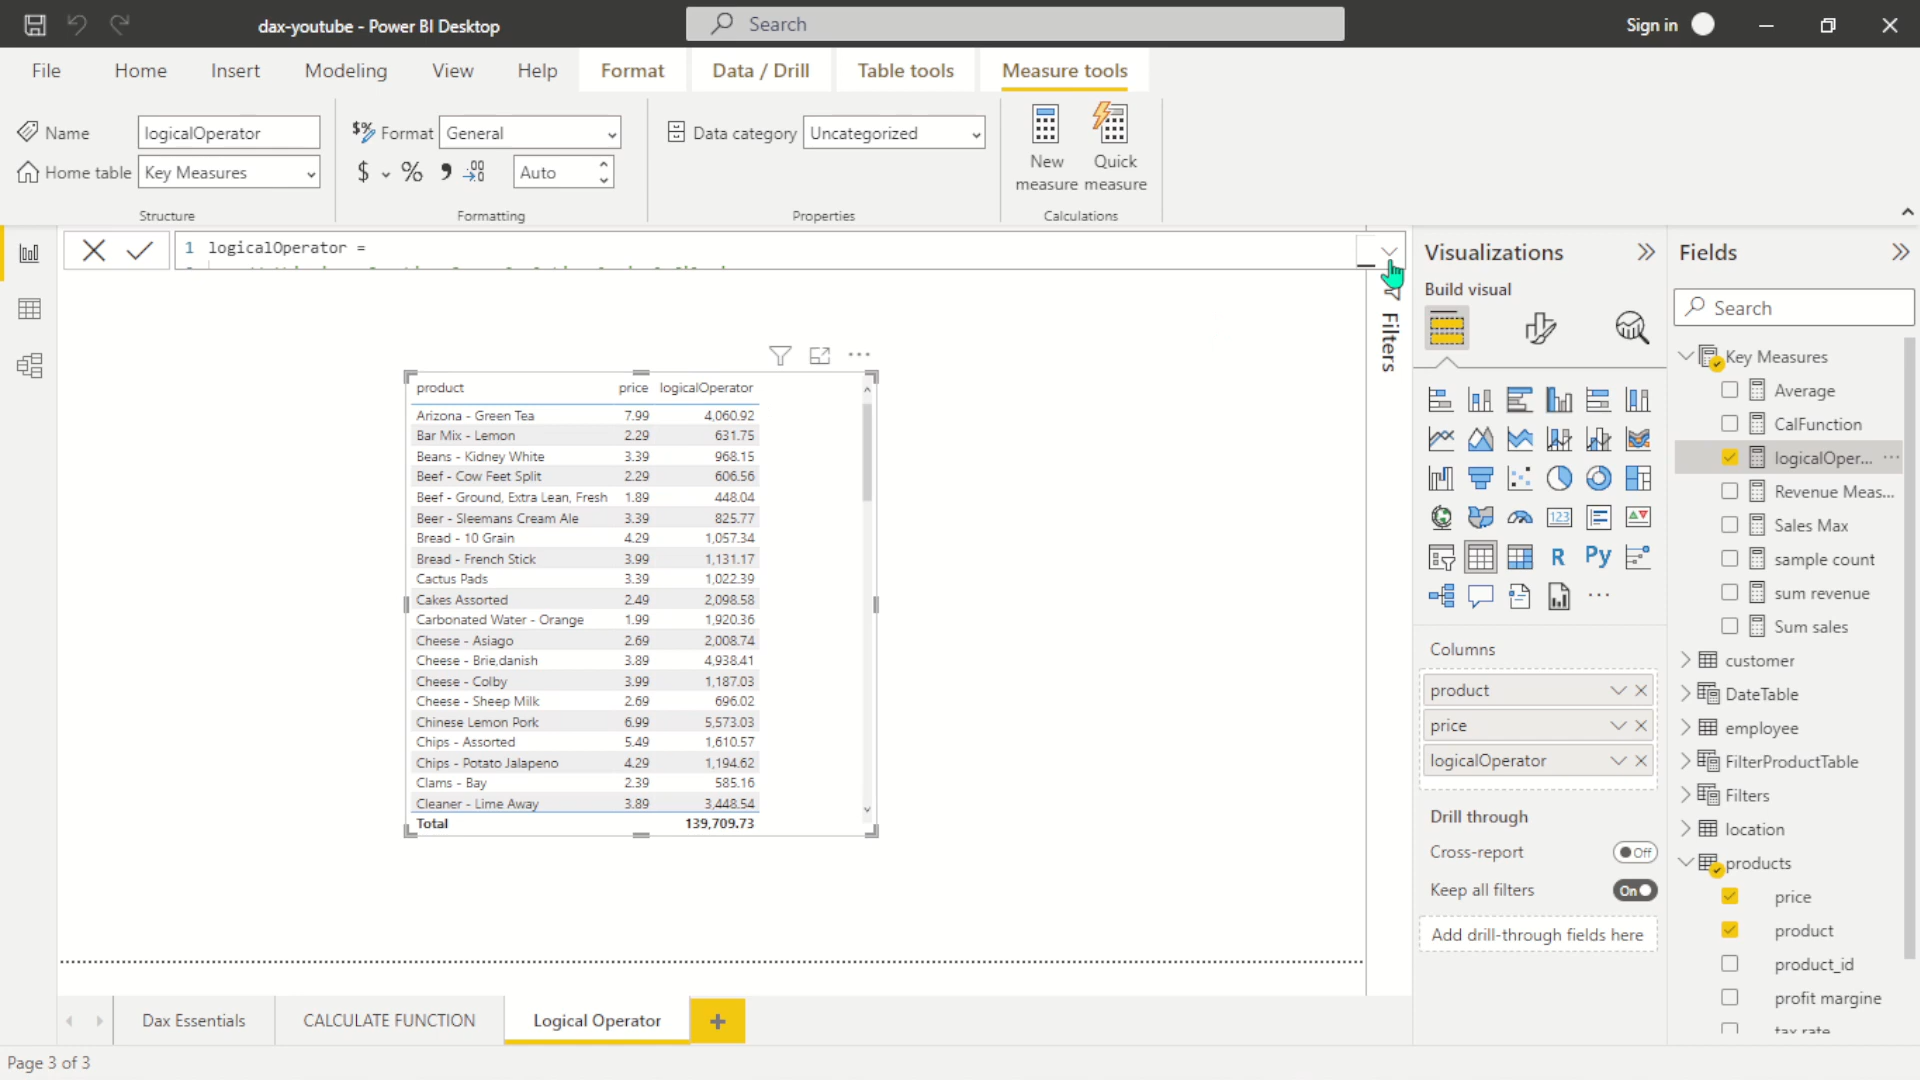 dax-youtube - Power BI Desktop
Search
Sign in
File
Home
Insert
Modeling
View
Help
Format
Data / Drill
Table tools
Measure tools
Name
logicalOperator
Home table
Key Measures
Structure
Format
General
$ % 9
Auto
Formatting
Data category
Uncategorized
Properties
New measure
Quick measure
Calculations
1 logicalOperator =
Filters
product price logicalOperator
Arizona - Green Tea 7.99 4,060.92
Bar Mix - Lemon 2.29 631.75
Beans - Kidney White 3.39 968.15
Beef - Cow Feet Split 2.29 606.56
Beef - Ground, Extra Lean, Fresh 1.89 448.04
Beer - Sleemans Cream Ale 3.39 825.77
Bread - 10 Grain 4.29 1,057.34
Bread - French Stick 3.99 1,131.17
Cactus Pads 3.39 1,022.39
Cakes Assorted 2.49 2,098.58
Carbonated Water - Orange 1.99 1,920.36
Cheese - Asiago 2.69 2,008.74
Cheese - Brie,danish 3.89 4,938.41
Cheese - Colby 3.99 1,187.03
Cheese - Sheep Milk 2.69 696.02
Chinese Lemon Pork 6.99 5,573.03
Chips - Assorted 5.49 1,610.57
Chips - Potato Jalapeno 4.29 1,194.62
Clams - Bay 2.39 585.16
Cleaner - Lime Away 3.89 3,448.54
Total 139,709.73
Visualizations
Build visual
123
R
Py
Columns
product
price
logicalOperator
Drill through
Cross-report
Off
Keep all filters
On
Add drill-through fields here
Fields
Search
Key Measures
Average
CalFunction
logicalOper...
Revenue Meas...
Sales Max
sample count
sum revenue
Sum sales
customer
DateTable
employee
FilterProductTable
Filters
location
products
price
product
product_id
profit margine
tax rate
Dax Essentials
CALCULATE FUNCTION
Logical Operator
+
Page 3 of 3